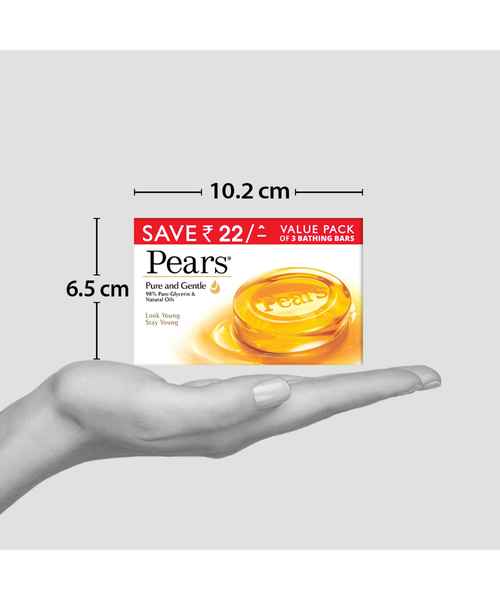 10.2 cm
6.5 cm
SAVE ₹ 22/^-
VALUE PACK
OF 3 BATHING BARS
Pears®
Pure and Gentle
98% Pure Glycerin &
Natural Oils
Look Young
Stay Young
Pears